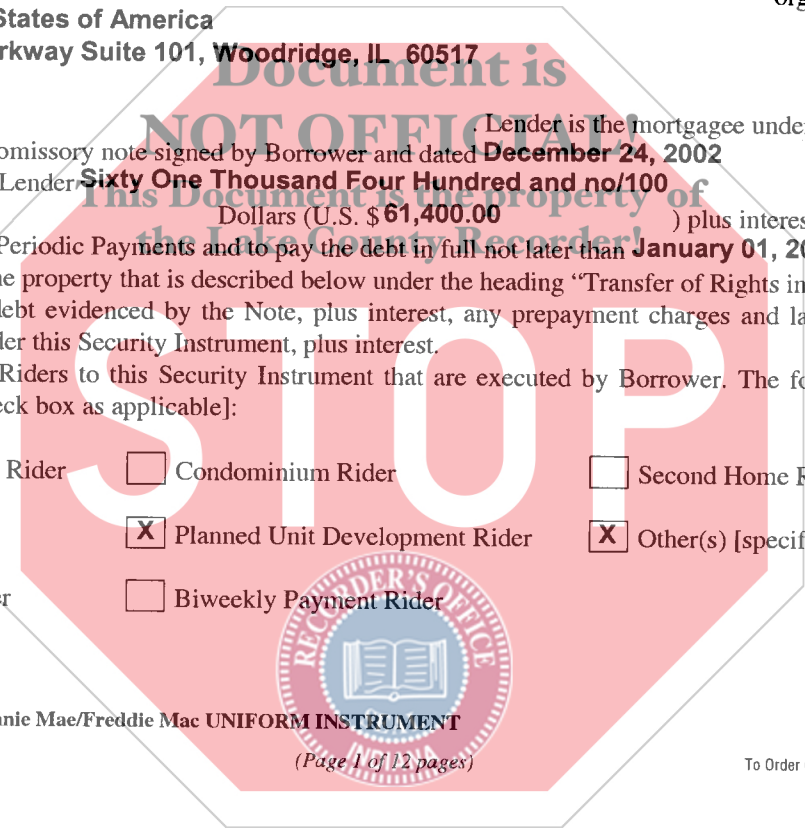 States of America
rkway Suite 101, Woodridge, IL 60517
Document is
NOT OFFICIAL!
. Lender is the mortgagee unde
omissory note signed by Borrower and dated December 24, 2002
Lender Sixty One Thousand Four Hundred and no/100
This Document is the property of
Dollars (U.S. $ 61,400.00 ) plus interes
the Lake County Recorder!
Periodic Payments and to pay the debt in full not later than January 01, 20
he property that is described below under the heading “Transfer of Rights in
debt evidenced by the Note, plus interest, any prepayment charges and la
der this Security Instrument, plus interest.
Riders to this Security Instrument that are executed by Borrower. The fo
eck box as applicable]:
STOP
Rider Condominium Rider Second Home R
X Planned Unit Development Rider X Other(s) [specif
er Biweekly Payment Rider
RECORDER'S OFFICE
nnie Mae/Freddie Mac UNIFORM INSTRUMENT
INDIANA
(Page 1 of 12 pages)
To Order